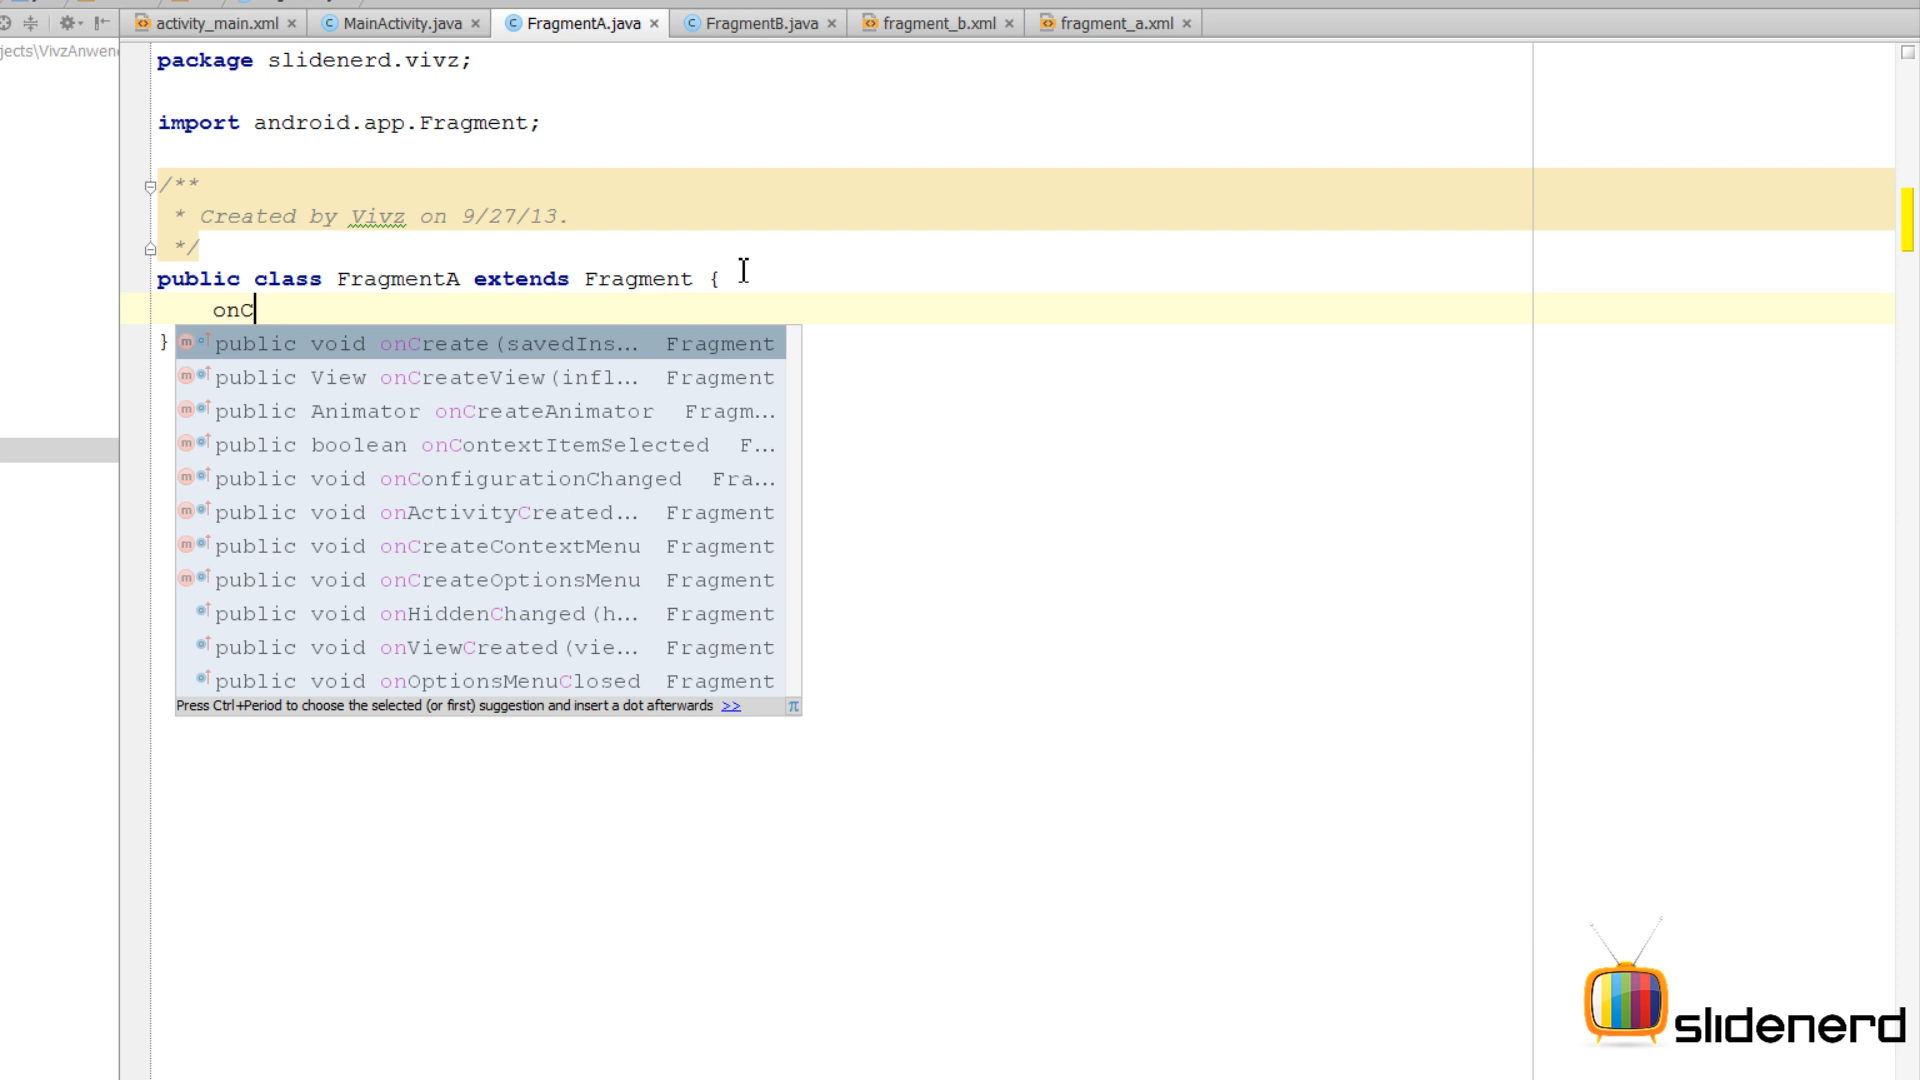 activity_main.xml MainActivity.java FragmentA.java FragmentB.java fragment_b.xml fragment_a.xml
jects\VivzAnwen
package slidenerd.vivz;
import android.app.Fragment;
/**
* Created by Vivz on 9/27/13.
*/
public class FragmentA extends Fragment {
onC
}
public void onCreate(savedIns... Fragment
public View onCreateView(infl... Fragment
public Animator onCreateAnimator Fragm...
public boolean onContextItemSelected F...
public void onConfigurationChanged Fra...
public void onActivityCreated... Fragment
public void onCreateContextMenu Fragment
public void onCreateOptionsMenu Fragment
public void onHiddenChanged(h... Fragment
public void onViewCreated(vie... Fragment
public void onOptionsMenuClosed Fragment
Press Ctrl+Period to choose the selected (or first) suggestion and insert a dot afterwards >> π
slidenerd